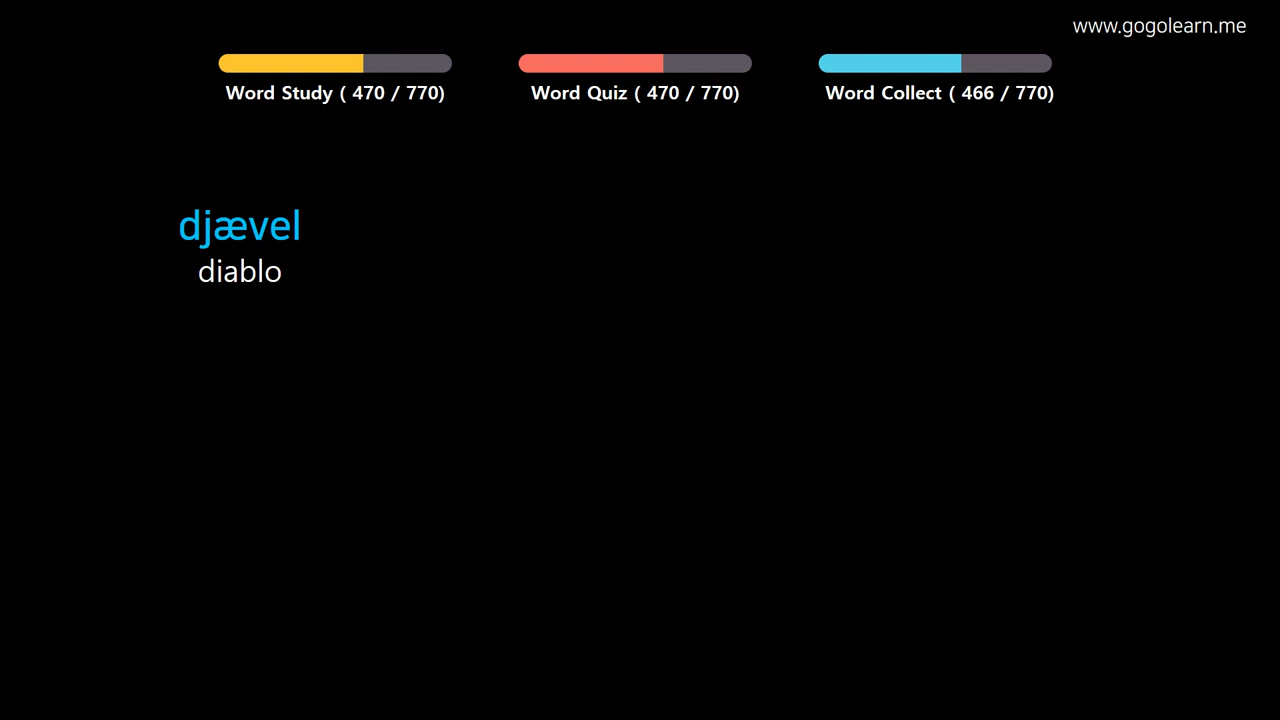 www.gogolearn.me
Word Study ( 470 / 770)
Word Quiz ( 470 / 770)
Word Collect ( 466 / 770)
djævel
diablo